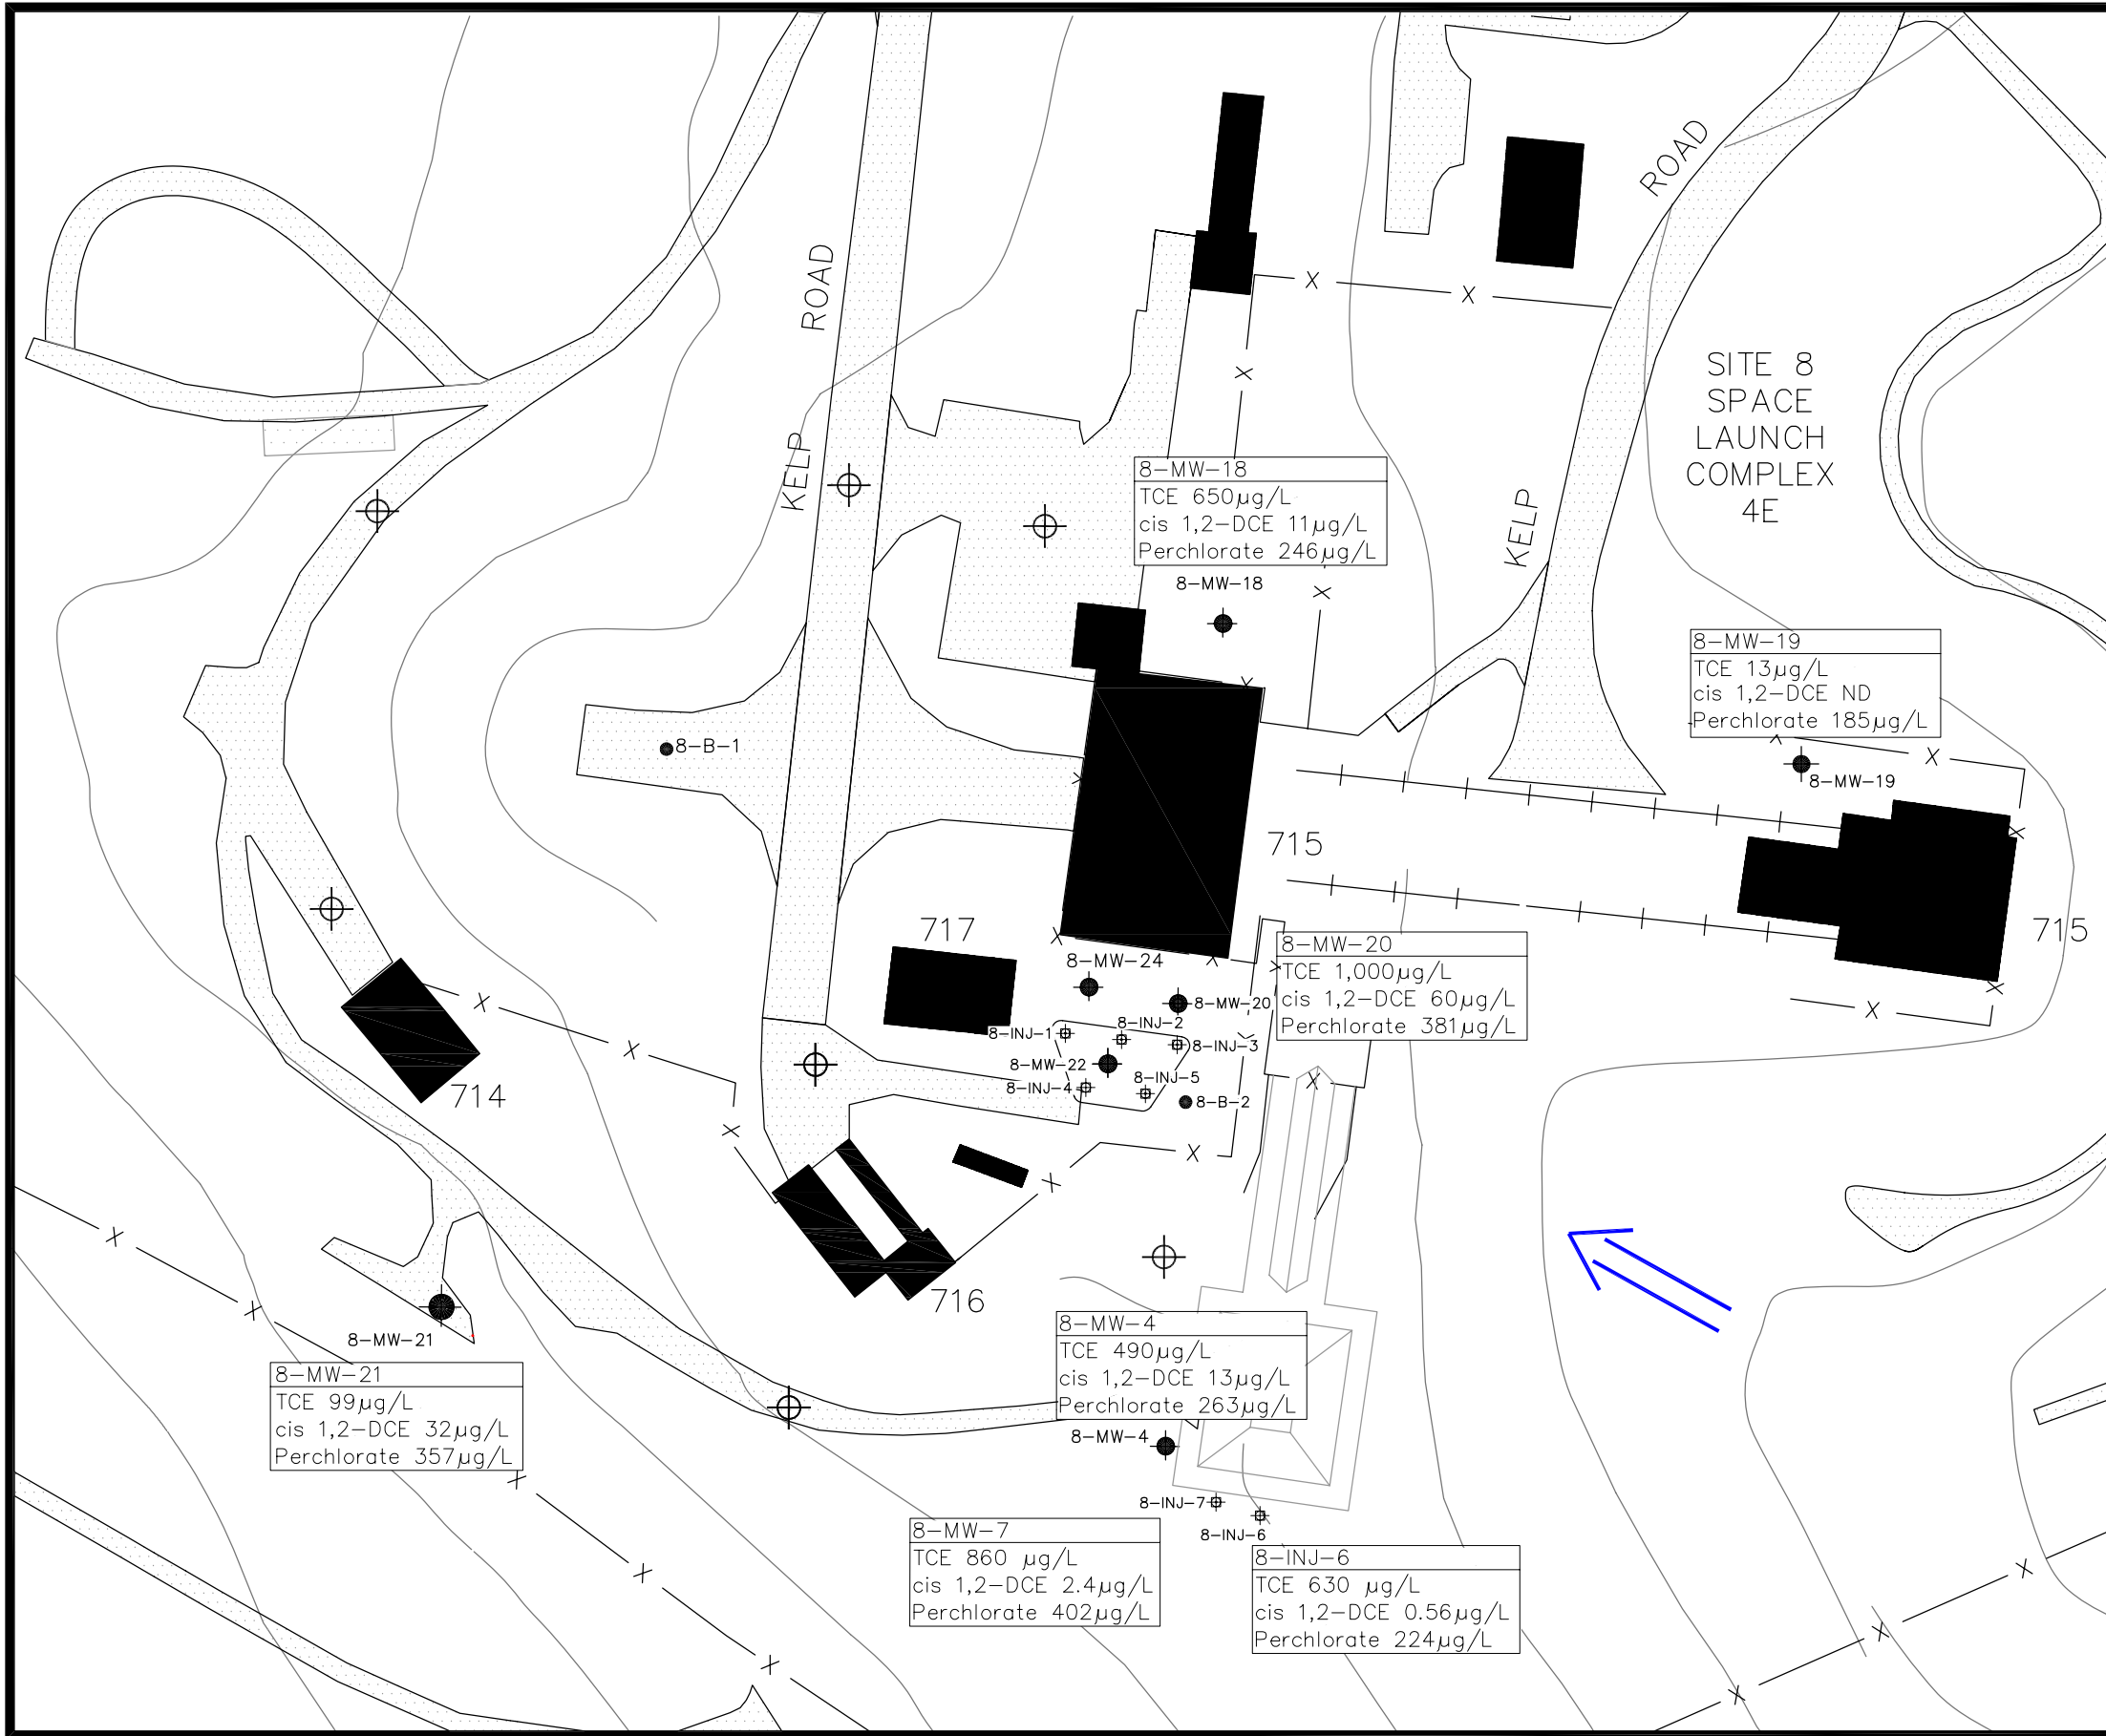 ROAD
KELP
ROAD
KELP
SITE 8
SPACE
LAUNCH
COMPLEX
4E
8-MW-18
TCE 650µg/L
cis 1,2-DCE 11µg/L
Perchlorate 246µg/L
8-MW-18
8-MW-19
TCE 13µg/L
cis 1,2-DCE ND
Perchlorate 185µg/L
8-MW-19
8-B-1
715
715
717
8-MW-24
8-MW-20
8-MW-20
TCE 1,000µg/L
cis 1,2-DCE 60µg/L
Perchlorate 381µg/L
8-INJ-1
8-INJ-2
8-INJ-3
8-MW-22
8-INJ-4
8-INJ-5
8-B-2
714
716
8-MW-21
8-MW-21
TCE 99µg/L
cis 1,2-DCE 32µg/L
Perchlorate 357µg/L
8-MW-4
TCE 490µg/L
cis 1,2-DCE 13µg/L
Perchlorate 263µg/L
8-MW-4
8-INJ-7
8-INJ-6
8-MW-7
TCE 860 µg/L
cis 1,2-DCE 2.4µg/L
Perchlorate 402µg/L
8-INJ-6
TCE 630 µg/L
cis 1,2-DCE 0.56µg/L
Perchlorate 224µg/L